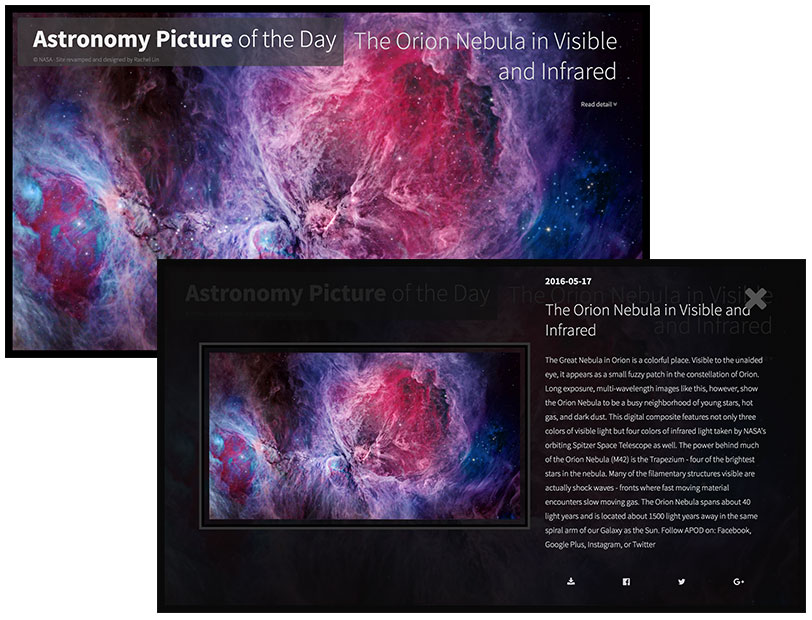 Astronomy Picture of the Day
© NASA · Site revamped and designed by Rachel Lin
The Orion Nebula in Visible
and Infrared
Read detail
Astronomy Picture of the Day
The Orion Nebula in Visible
and Infrared
2016-05-17
The Orion Nebula in Visible and
Infrared
The Great Nebula in Orion is a colorful place. Visible to the unaided
eye, it appears as a small fuzzy patch in the constellation of Orion.
Long exposure, multi-wavelength images like this, however, show
the Orion Nebula to be a busy neighborhood of young stars, hot
gas, and dark dust. This digital composite features not only three
colors of visible light but four colors of infrared light taken by NASA's
orbiting Spitzer Space Telescope as well. The power behind much
of the Orion Nebula (M42) is the Trapezium - four of the brightest
stars in the nebula. Many of the filamentary structures visible are
actually shock waves - fronts where fast moving material
encounters slow moving gas. The Orion Nebula spans about 40
light years and is located about 1500 light years away in the same
spiral arm of our Galaxy as the Sun. Follow APOD on: Facebook,
Google Plus, Instagram, or Twitter
G+